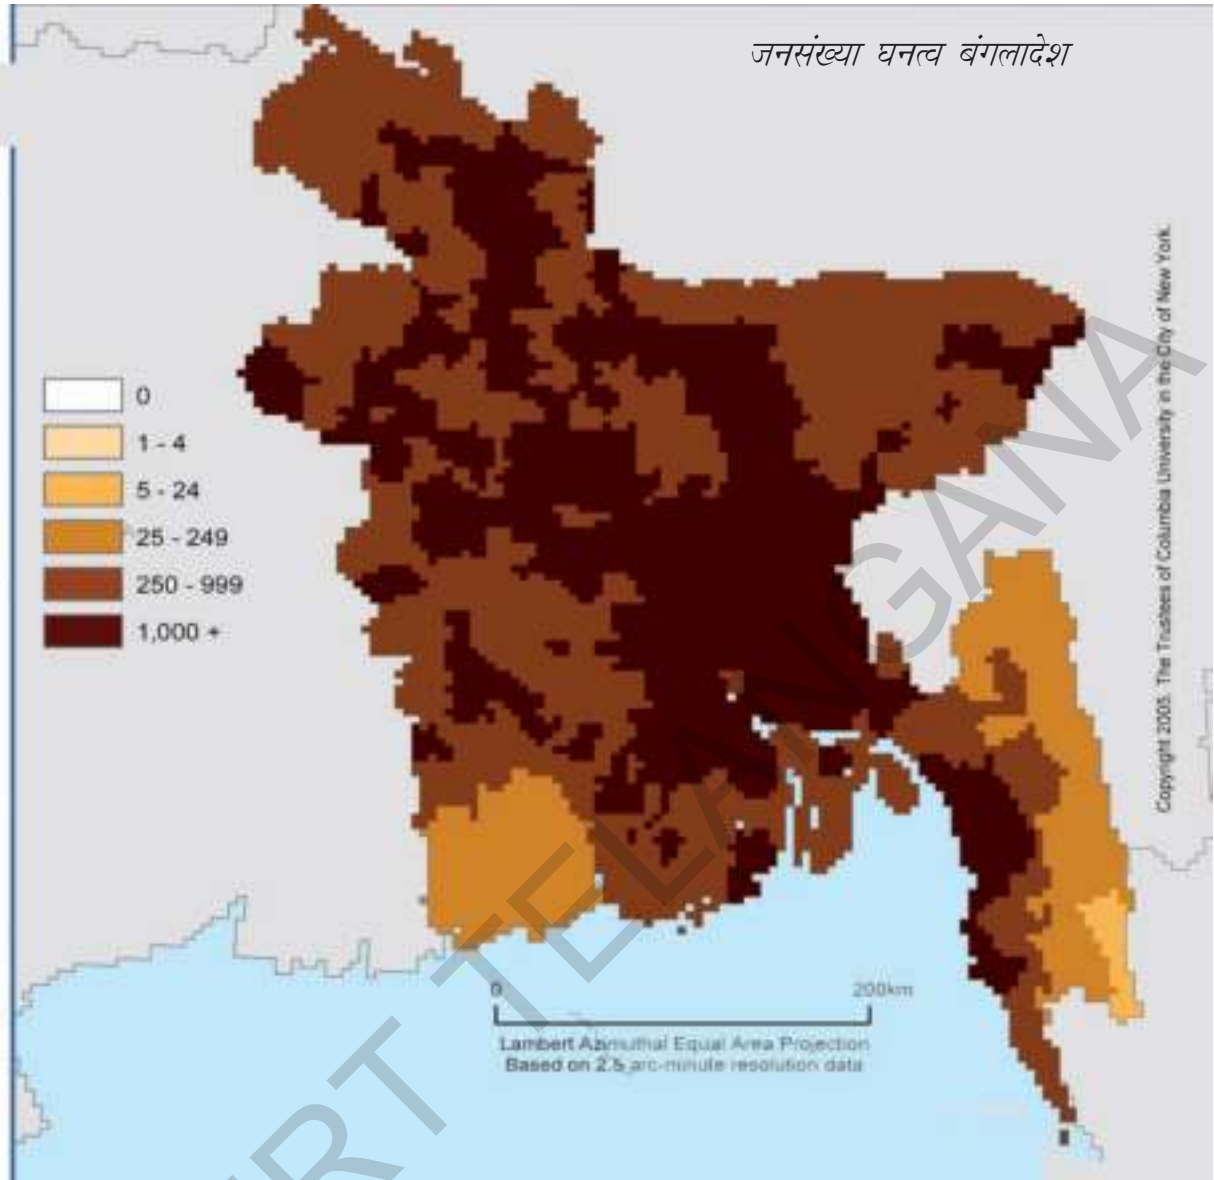 जनसंख्या घनत्व बंगलादेश
0
1 - 4
5 - 24
25 - 249
250 - 999
1,000 +
Copyright 2005. The Trustees of Columbia University in the City of New York.
0 200km
Lambert Azimuthal Equal Area Projection
Based on 2.5 arc-minute resolution data
ERT TELANGANA